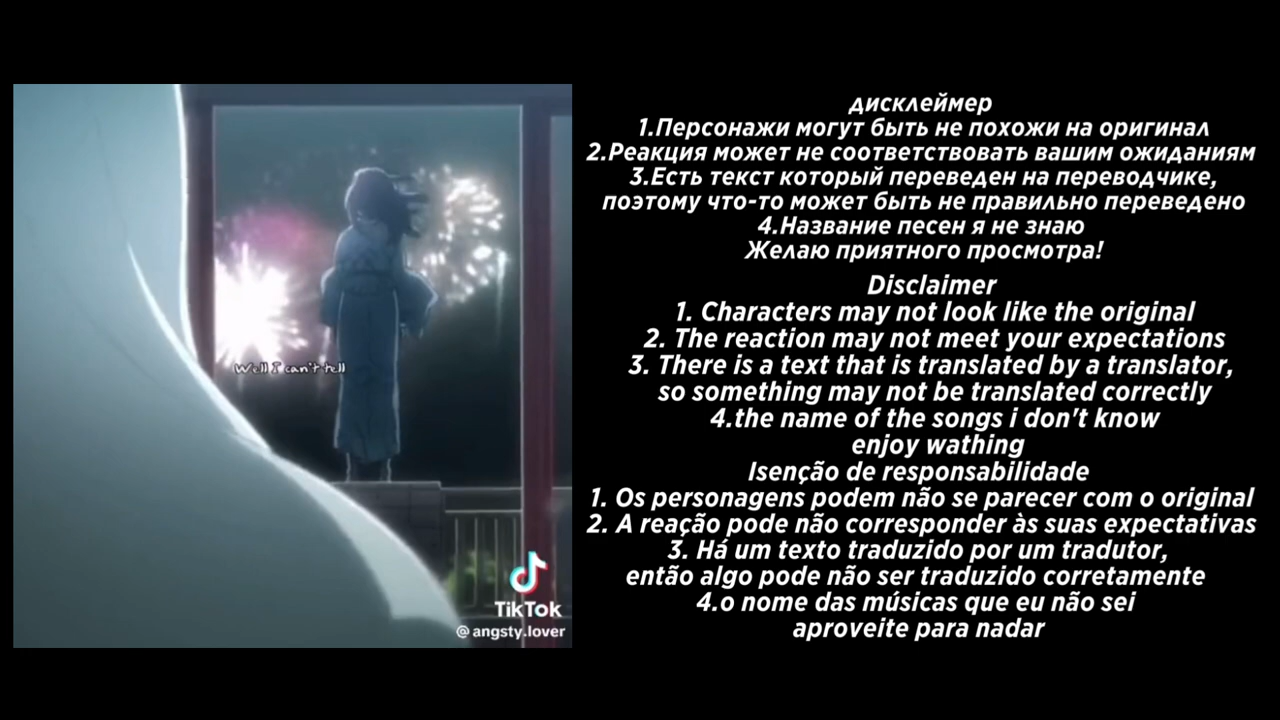 Well I can't tell
TikTok
@angsty.lover
дисклеймер
1.Персонажи могут быть не похожи на оригинал
2.Реакция может не соответствовать вашим ожиданиям
3.Есть текст который переведен на переводчике,
поэтому что-то может быть не правильно переведено
4.Название песен я не знаю
Желаю приятного просмотра!
Disclaimer
1. Characters may not look like the original
2. The reaction may not meet your expectations
3. There is a text that is translated by a translator,
so something may not be translated correctly
4.the name of the songs i don't know
enjoy wathing
Isenção de responsabilidade
1. Os personagens podem não se parecer com o original
2. A reação pode não corresponder às suas expectativas
3. Há um texto traduzido por um tradutor,
então algo pode não ser traduzido corretamente
4.o nome das músicas que eu não sei
aproveite para nadar